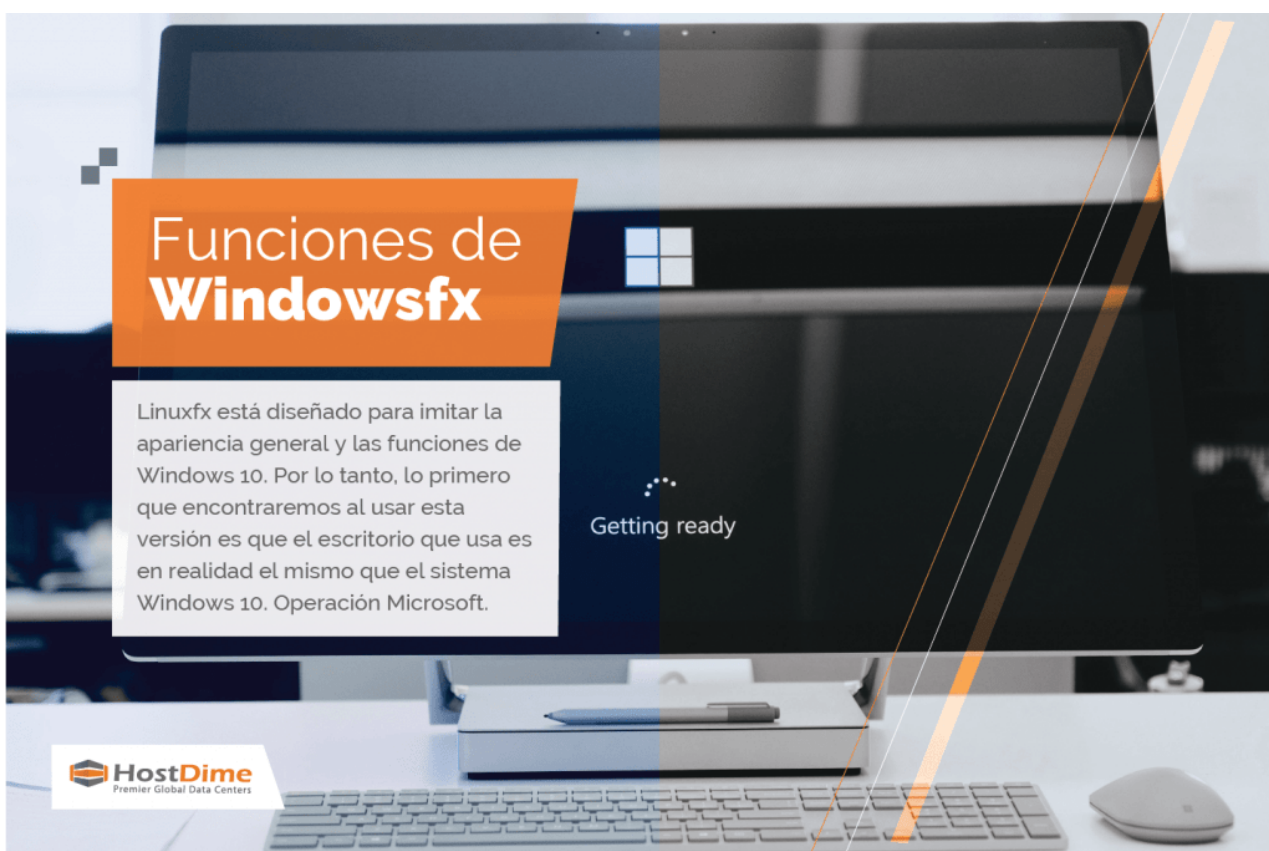 Funciones de
Windowsfx
Linuxfx está diseñado para imitar la
apariencia general y las funciones de
Windows 10. Por lo tanto, lo primero
que encontraremos al usar esta
versión es que el escritorio que usa es
en realidad el mismo que el sistema
Windows 10. Operación Microsoft.
Getting ready
HostDime
Premier Global Data Centers